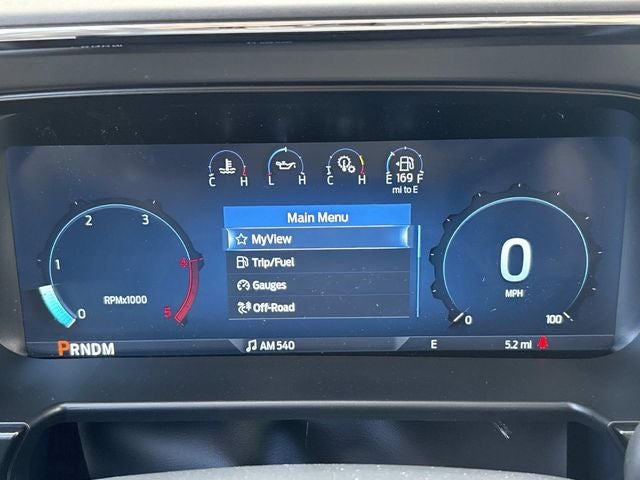 C H L H C H E 169 F
mi to E
Main Menu
MyView
Trip/Fuel
Gauges
Off-Road
0 1 2 3 4 5
RPMx1000
0
MPH
0 100
PRNDM
AM 540
E
5.2 mi